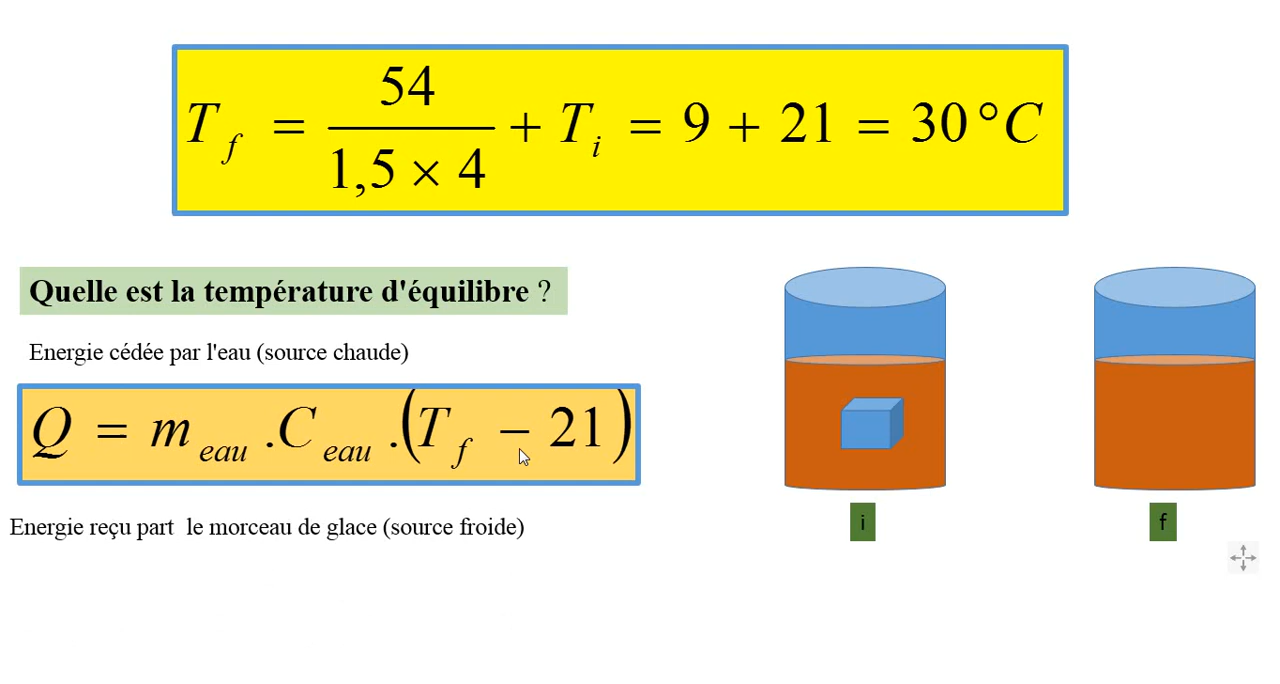 T_f = 54 / (1,5 × 4) + T_i = 9 + 21 = 30°C
Quelle est la température d'équilibre ?
Energie cédée par l'eau (source chaude)
Q = m_eau .C_eau .(T_f − 21)
Energie reçu part le morceau de glace (source froide)
i
f